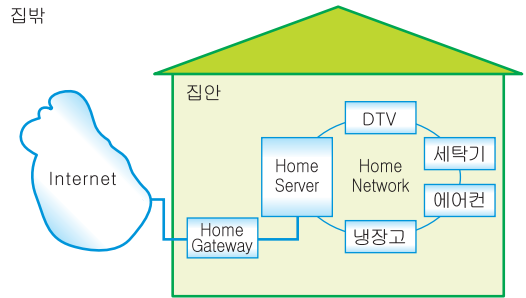 집밖
집안
Internet
Home
Gateway
Home
Server
DTV
Home
Network
세탁기
에어컨
냉장고